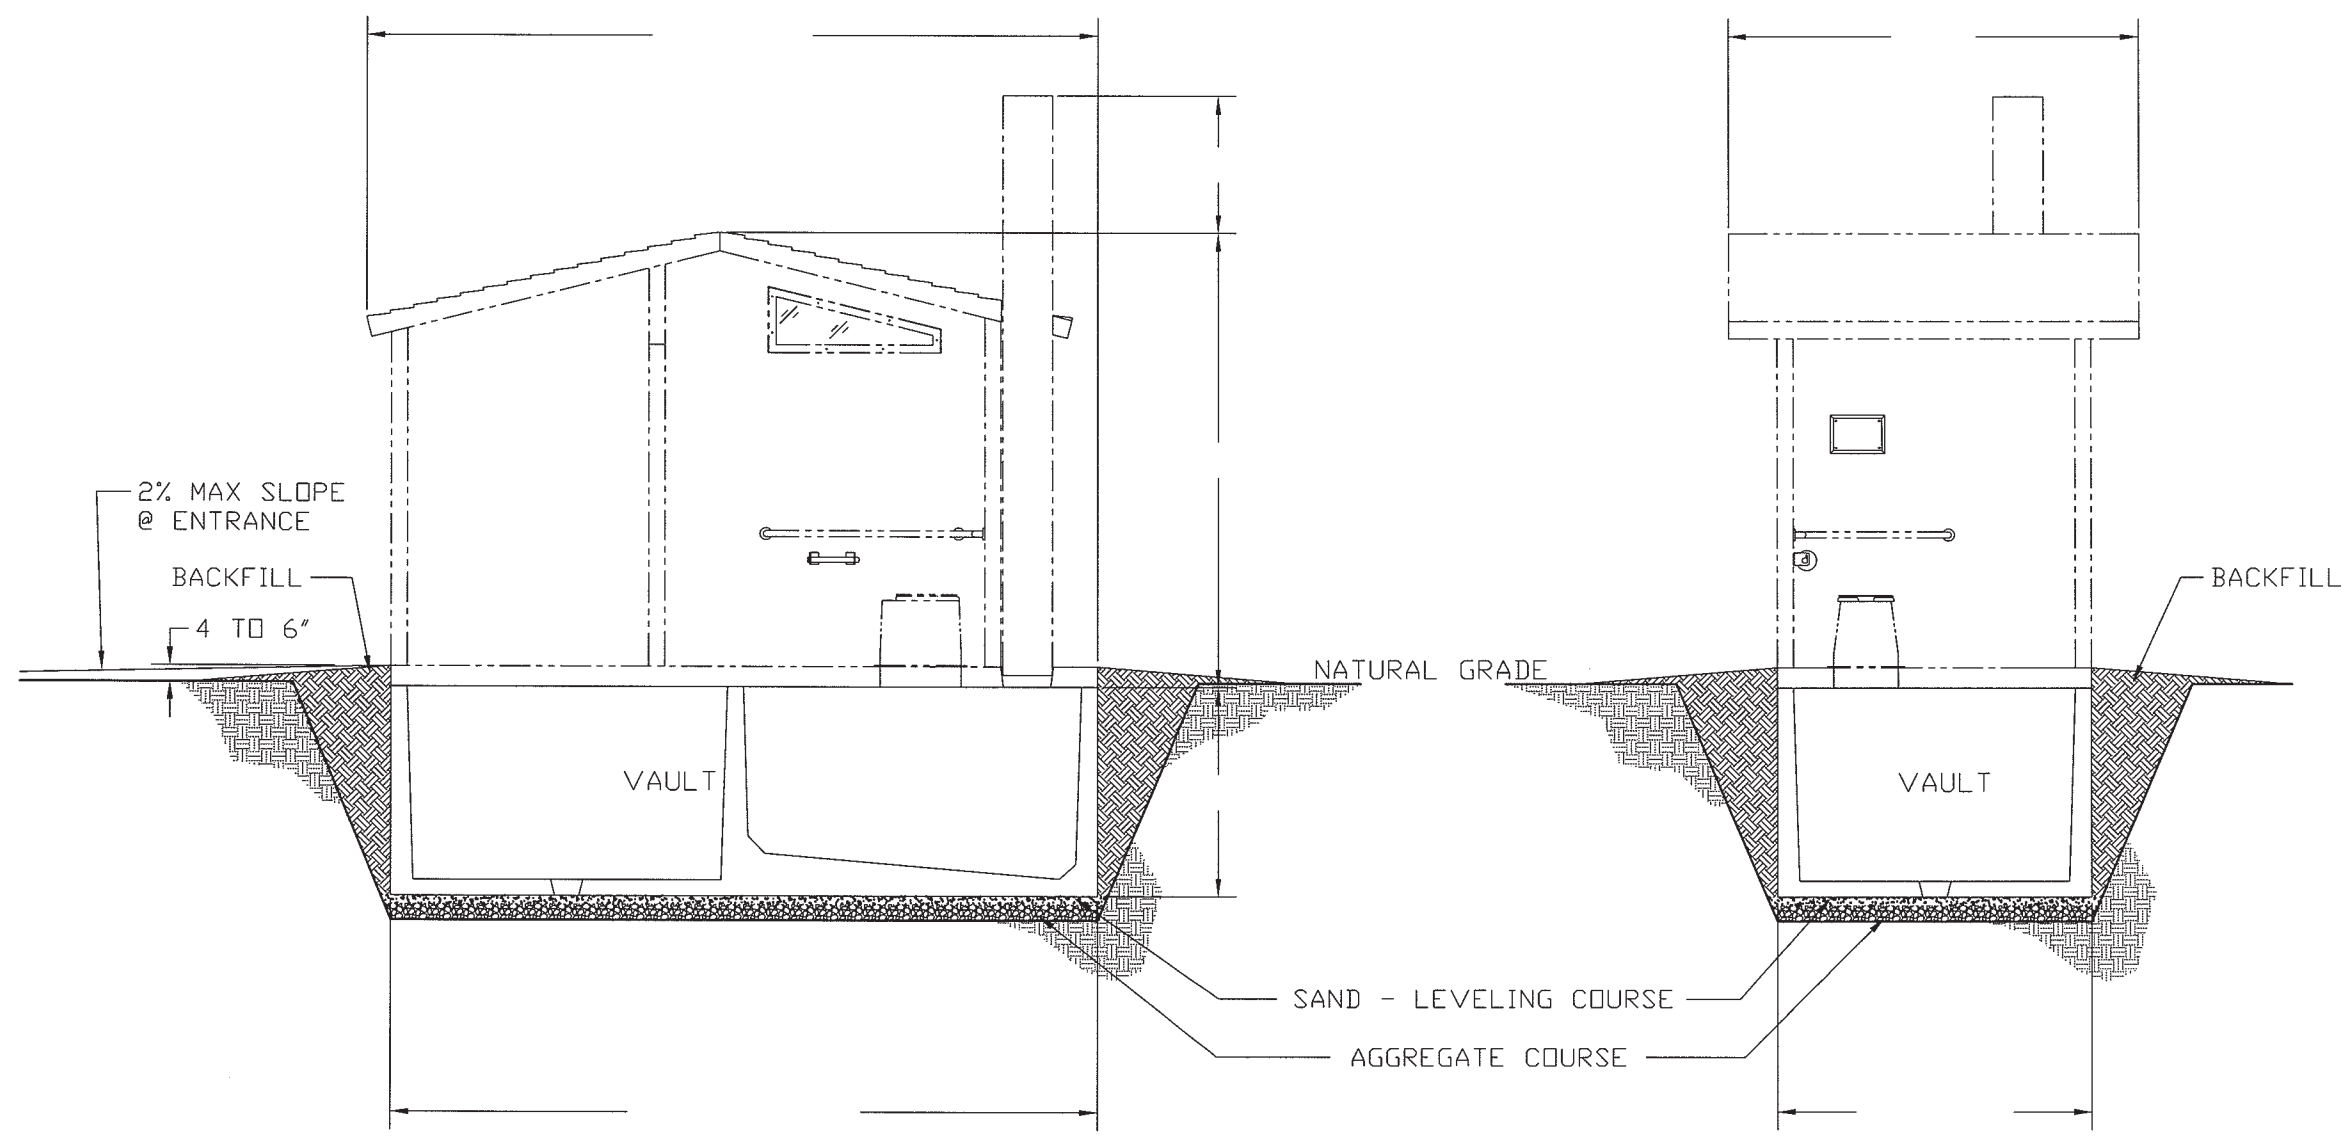 2% MAX SLOPE
@ ENTRANCE
BACKFILL
4 TO 6"
NATURAL GRADE
BACKFILL
VAULT
VAULT
SAND - LEVELING COURSE
AGGREGATE COURSE